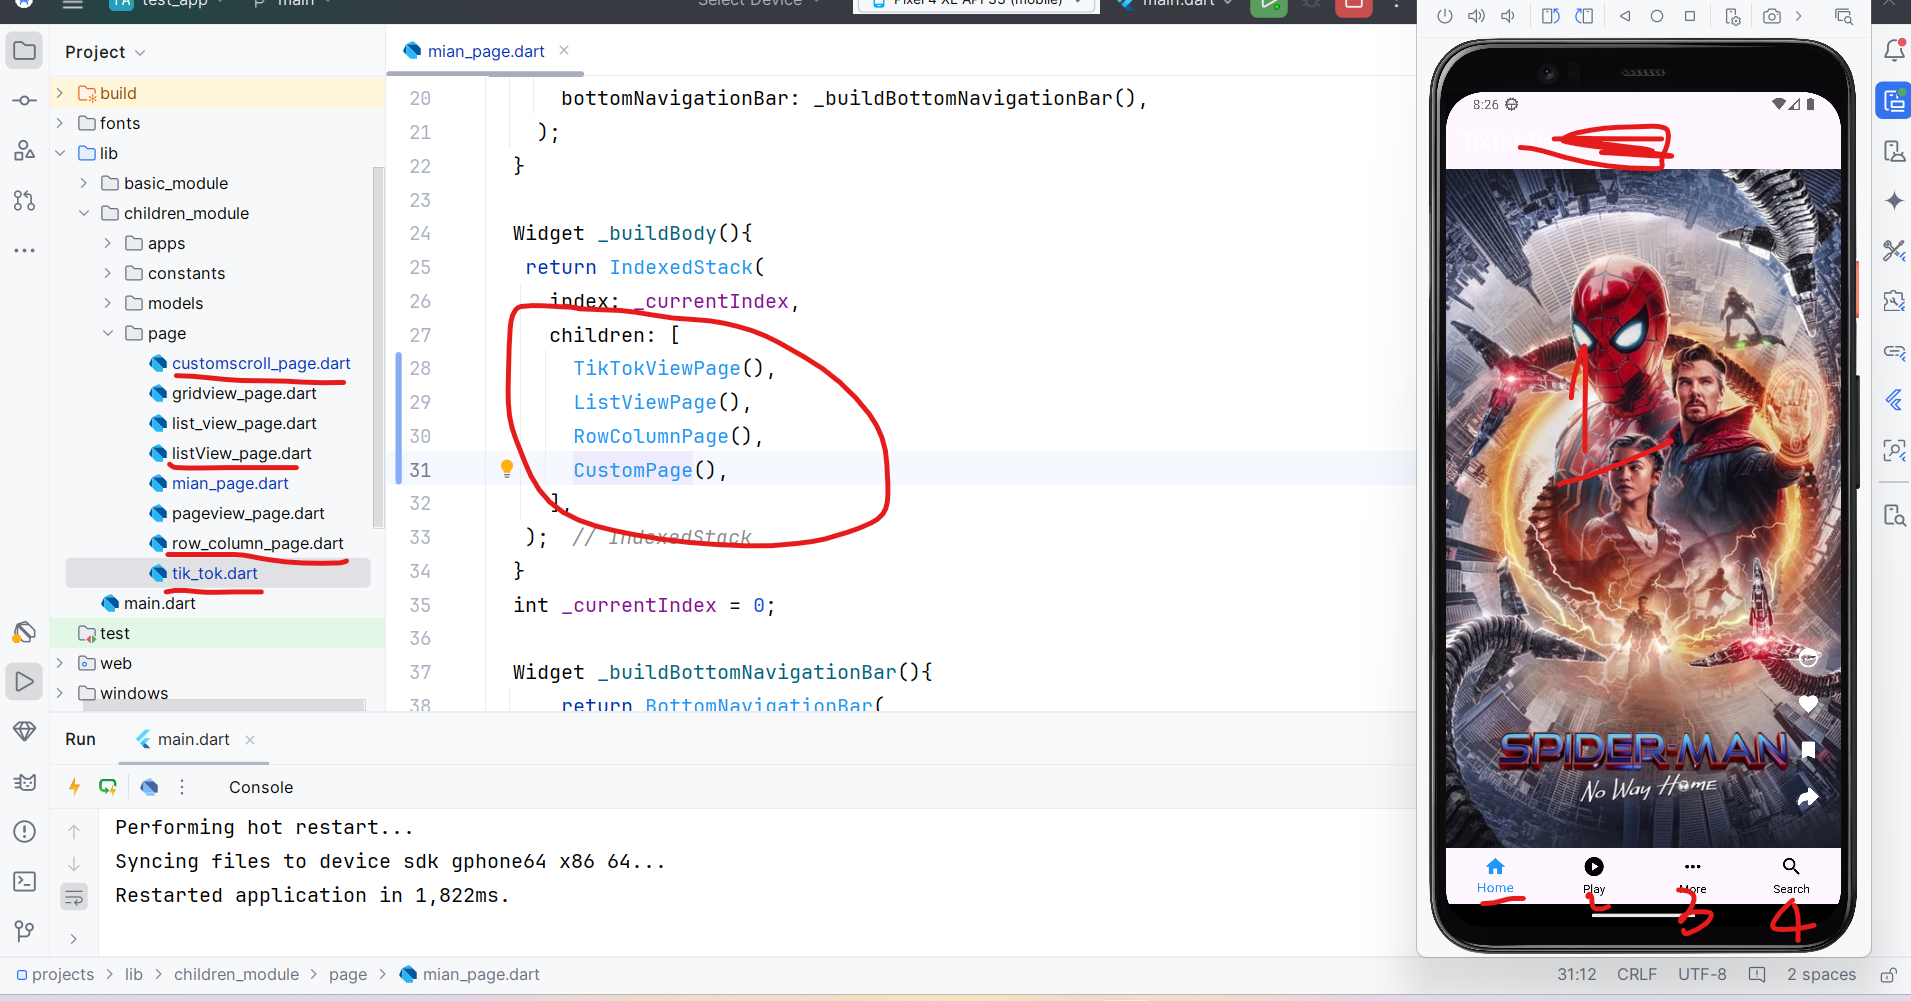 TA test_app main Select Device Pixel 4 XL API 35 (mobile) main.dart
Project
build
fonts
lib
basic_module
children_module
apps
constants
models
page
customscroll_page.dart
gridview_page.dart
list_view_page.dart
listView_page.dart
mian_page.dart
pageview_page.dart
row_column_page.dart
tik_tok.dart
main.dart
test
web
windows
mian_page.dart
20 bottomNavigationBar: _buildBottomNavigationBar(),
21 );
22 }
23
24 Widget _buildBody(){
25 return IndexedStack(
26 index: _currentIndex,
27 children: [
28 TikTokViewPage(),
29 ListViewPage(),
30 RowColumnPage(),
31 CustomPage(),
32 ],
33 ); // IndexedStack
34 }
35 int _currentIndex = 0;
36
37 Widget _buildBottomNavigationBar(){
38 return BottomNavigationBar(
Run main.dart
Console
Performing hot restart...
Syncing files to device sdk gphone64 x86 64...
Restarted application in 1,822ms.
projects > lib > children_module > page > mian_page.dart
31:12 CRLF UTF-8 2 spaces
8:26
TikTok
1
SPIDER-MAN
NO WAY HOME
Home Play More Search
2 3 4